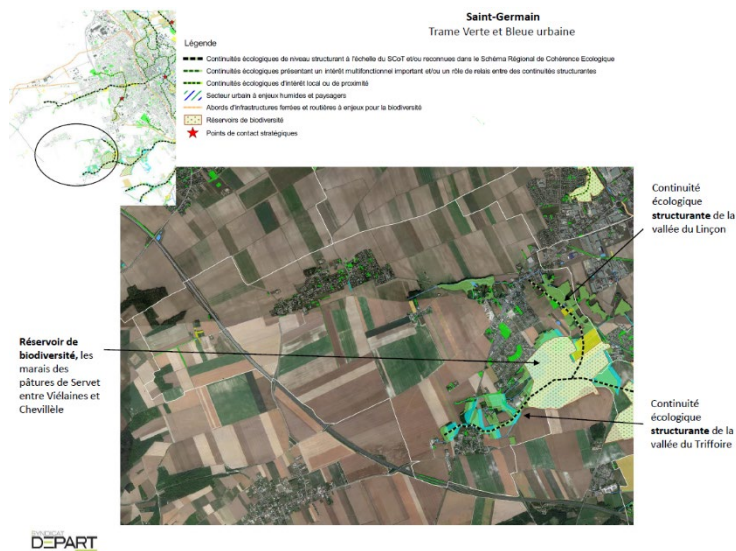 Saint-Germain
Trame Verte et Bleue urbaine
Légende
Continuités écologiques de niveau structurant à l'échelle du SCoT et/ou reconnues dans le Schéma Régional de Cohérence Ecologique
Continuités écologiques présentant un intérêt multifonctionnel important et/ou un rôle de relais entre des continuités structurantes
Continuités écologiques d'intérêt local ou de proximité
Secteur urbain à enjeux humides et paysagers
Abords d'infrastructures ferrées et routières à enjeux pour la biodiversité
Réservoirs de biodiversité
Points de contact stratégiques
Continuité
écologique
structurante de la
vallée du Linçon
Réservoir de
biodiversité, les
marais des
pâtures de Servet
entre Viélaines et
Chevillèle
Continuité
écologique
structurante de la
vallée du Triffoire
SYNDICAT
DEPART